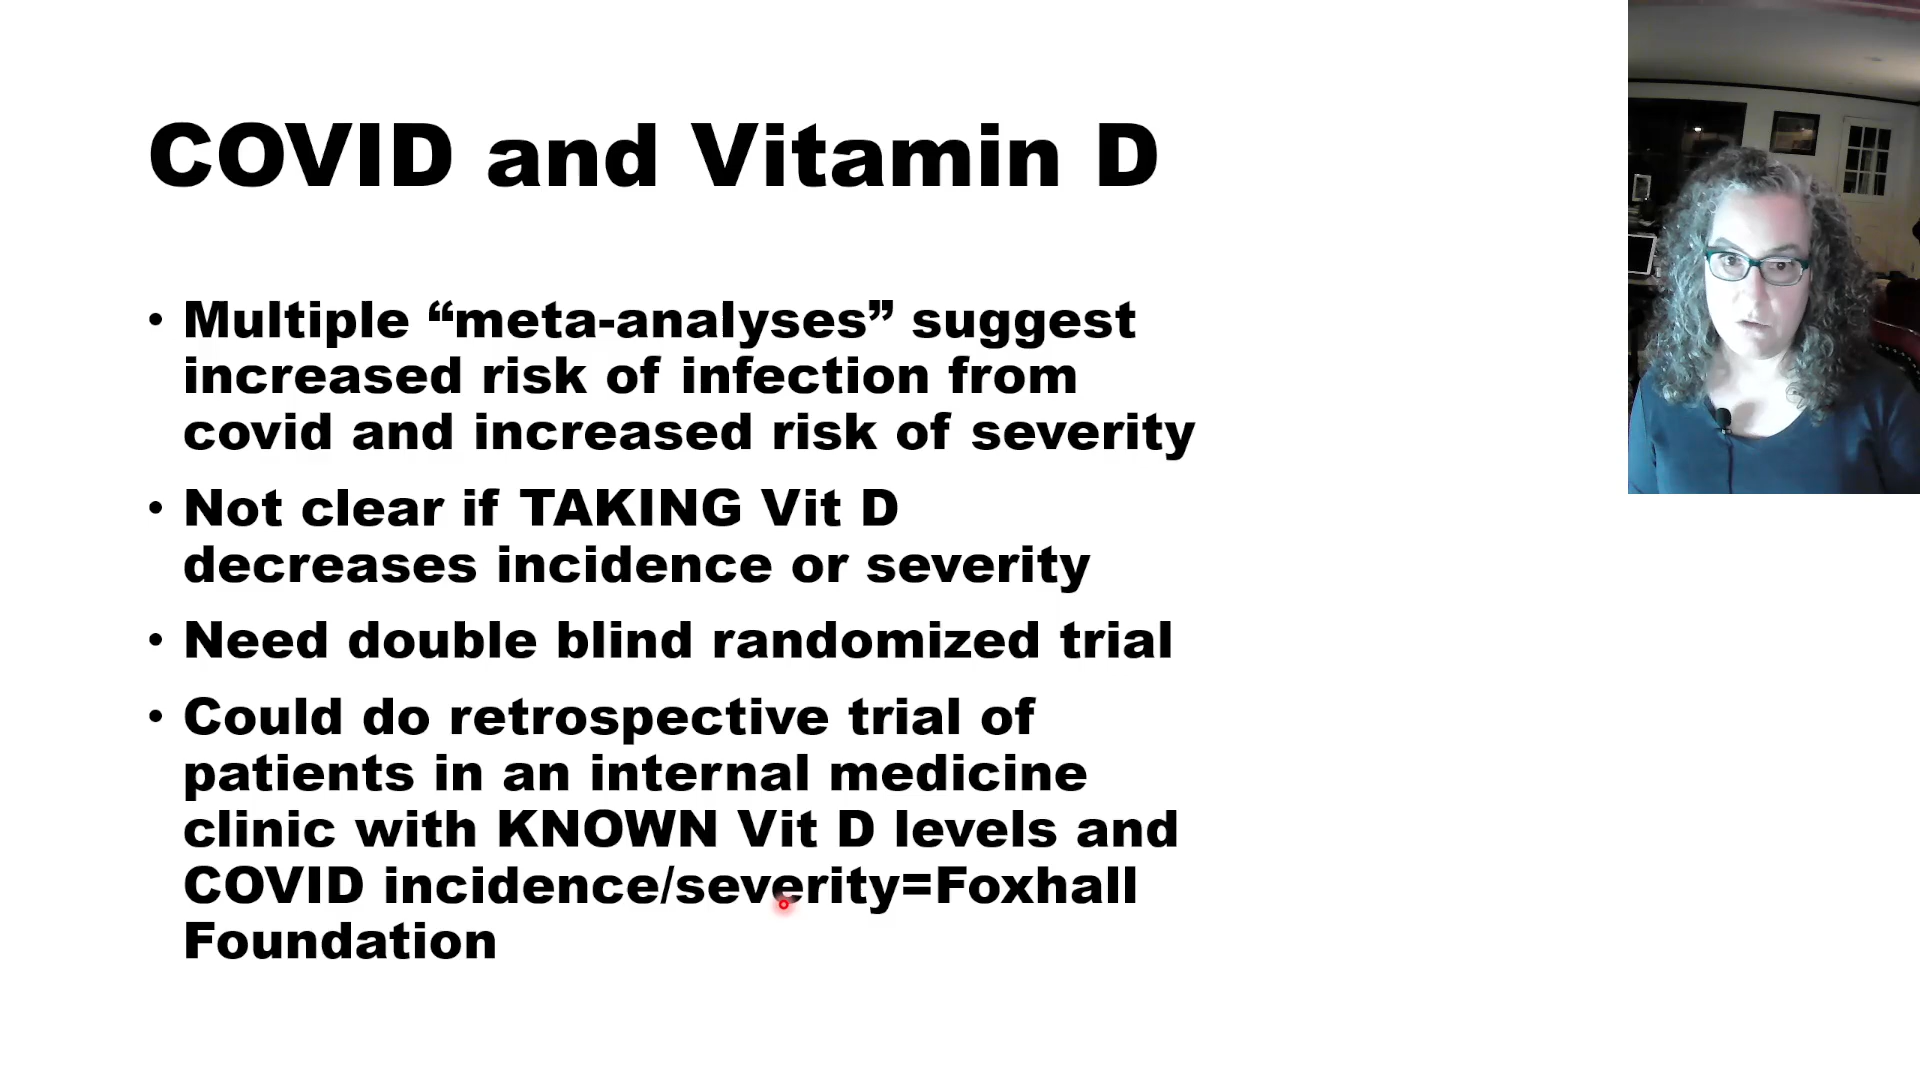 COVID and Vitamin D
• Multiple “meta-analyses” suggest
increased risk of infection from
covid and increased risk of severity
• Not clear if TAKING Vit D
decreases incidence or severity
• Need double blind randomized trial
• Could do retrospective trial of
patients in an internal medicine
clinic with KNOWN Vit D levels and
COVID incidence/severity=Foxhall
Foundation